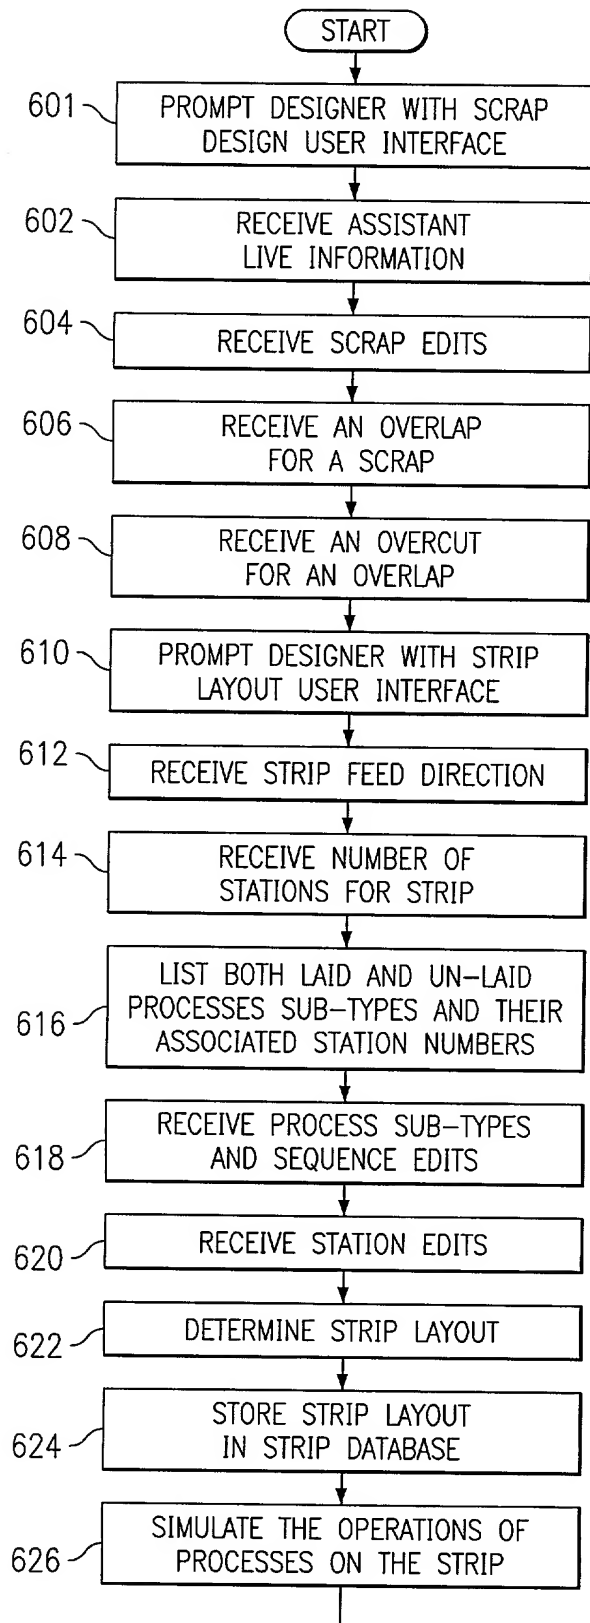 START
601
PROMPT DESIGNER WITH SCRAP
DESIGN USER INTERFACE
602
RECEIVE ASSISTANT
LIVE INFORMATION
604
RECEIVE SCRAP EDITS
606
RECEIVE AN OVERLAP
FOR A SCRAP
608
RECEIVE AN OVERCUT
FOR AN OVERLAP
610
PROMPT DESIGNER WITH STRIP
LAYOUT USER INTERFACE
612
RECEIVE STRIP FEED DIRECTION
614
RECEIVE NUMBER OF
STATIONS FOR STRIP
616
LIST BOTH LAID AND UN-LAID
PROCESSES SUB-TYPES AND THEIR
ASSOCIATED STATION NUMBERS
618
RECEIVE PROCESS SUB-TYPES
AND SEQUENCE EDITS
620
RECEIVE STATION EDITS
622
DETERMINE STRIP LAYOUT
624
STORE STRIP LAYOUT
IN STRIP DATABASE
626
SIMULATE THE OPERATIONS OF
PROCESSES ON THE STRIP